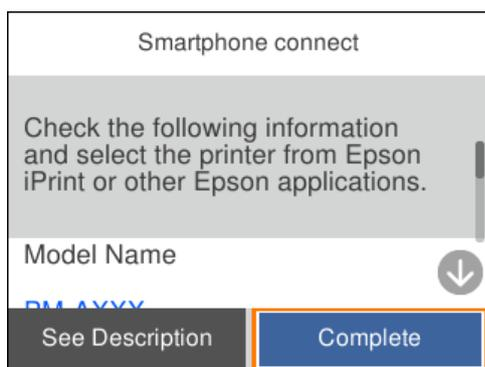 Smartphone connect
Check the following information
and select the printer from Epson
iPrint or other Epson applications.
Model Name
See Description
Complete